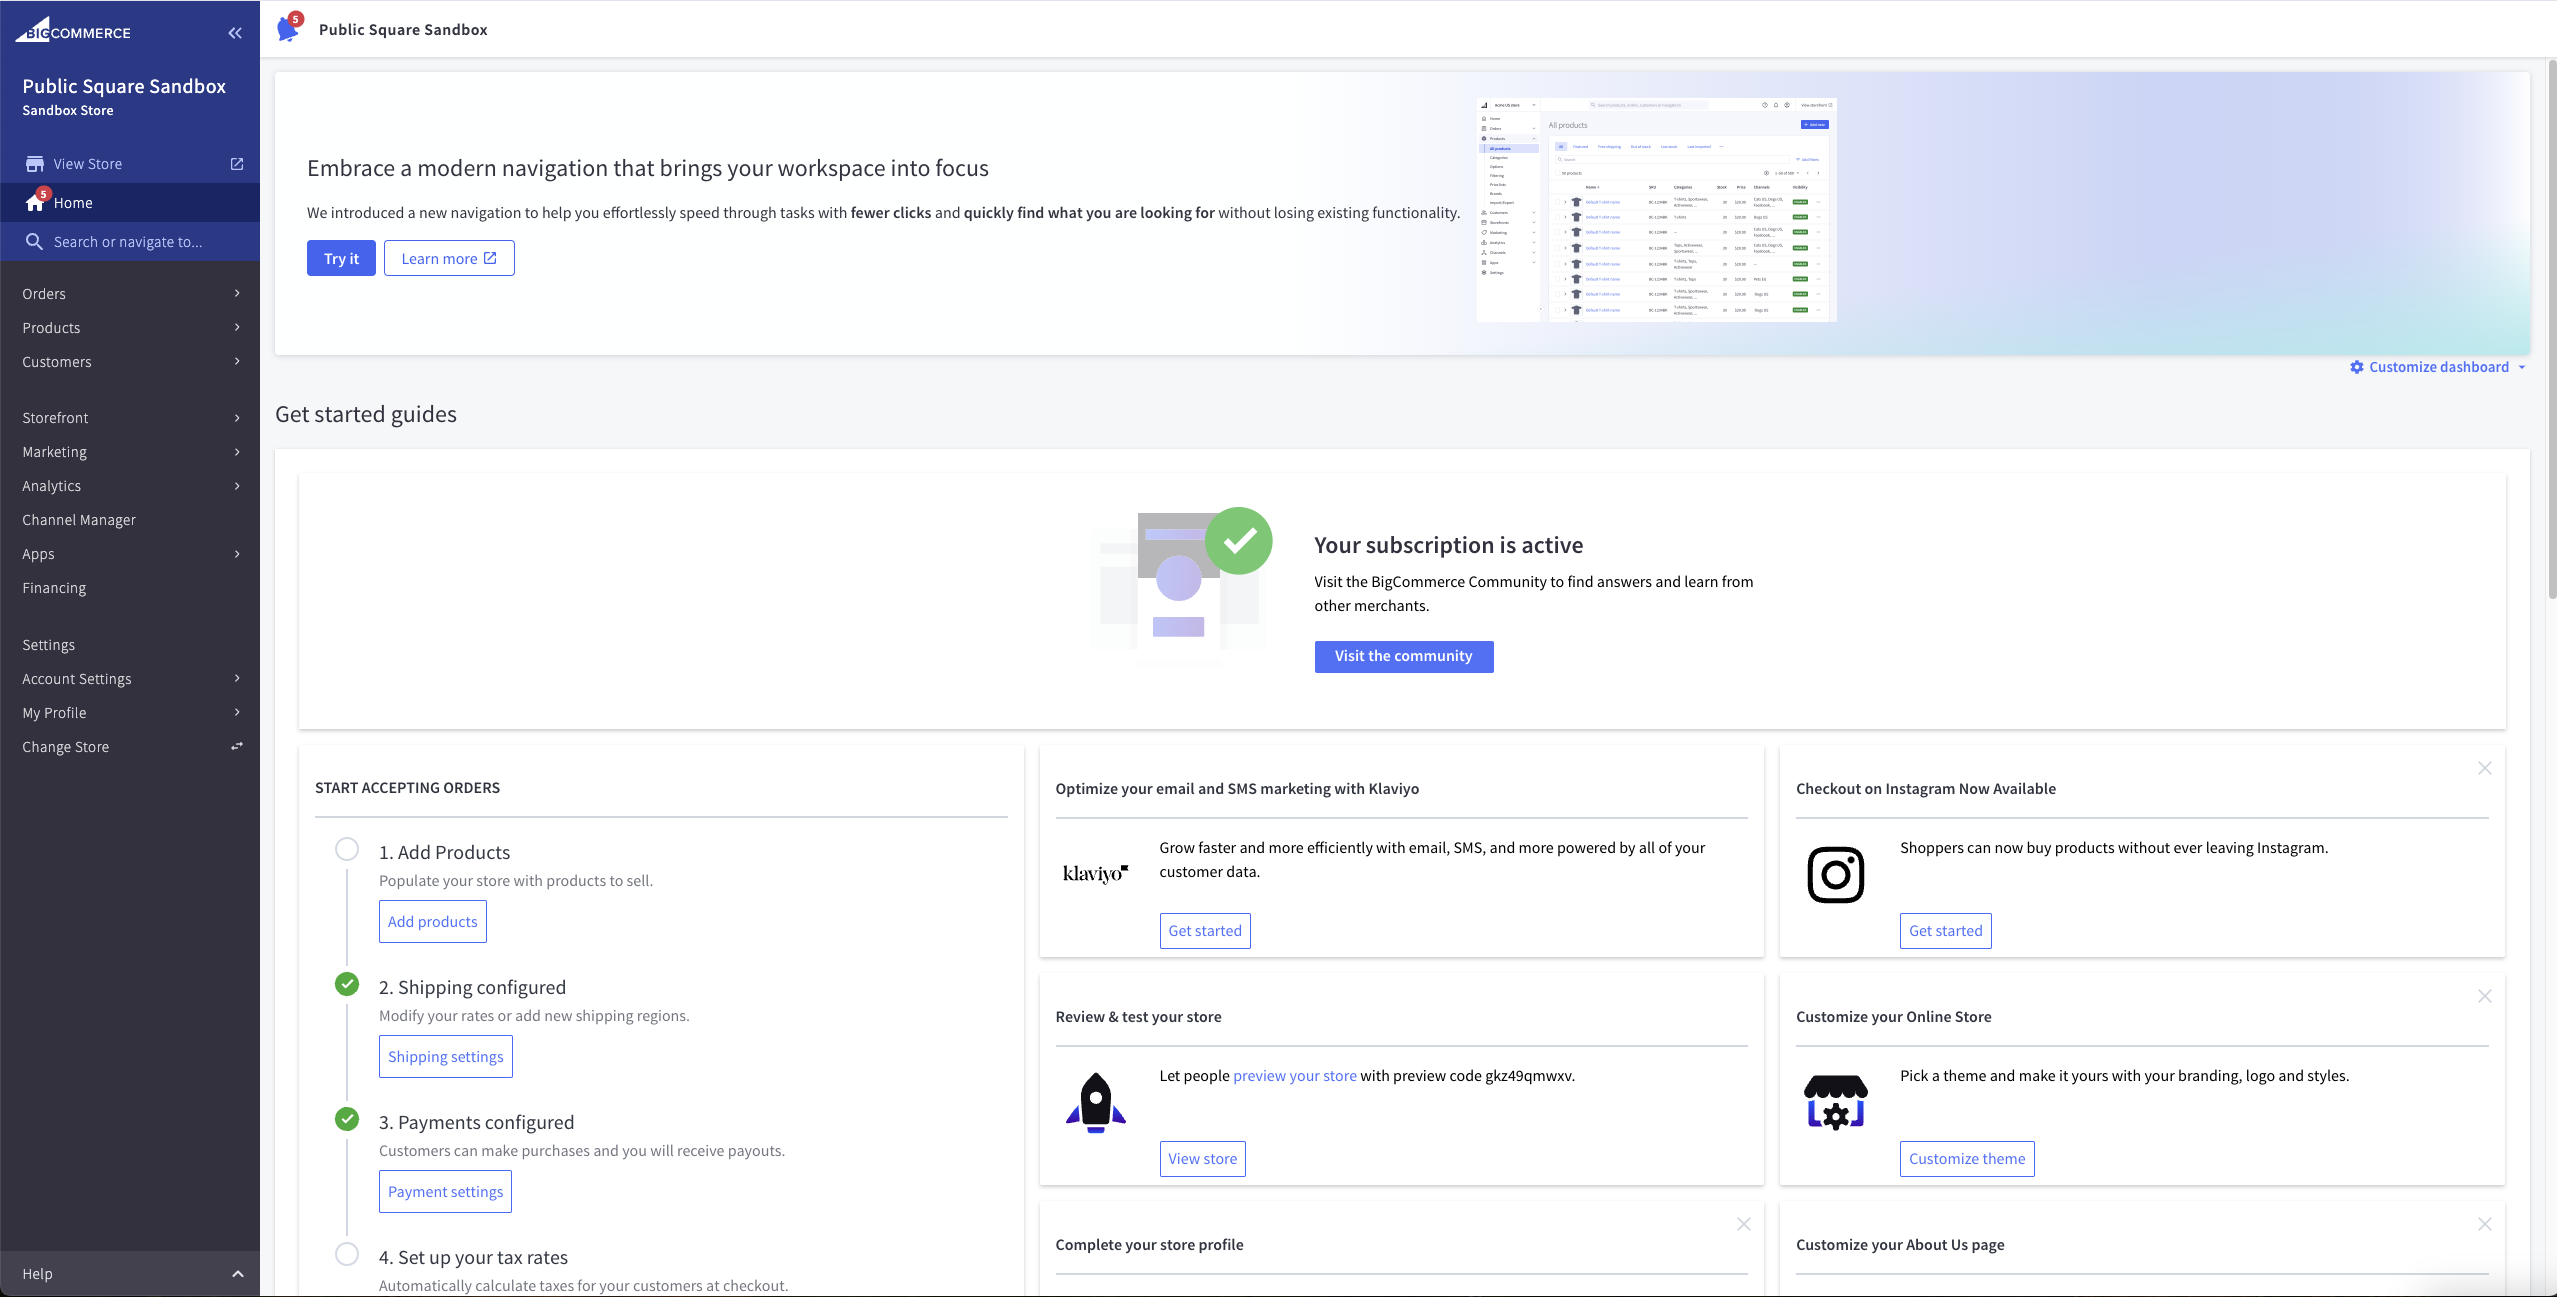 BIGCOMMERCE
Public Square Sandbox
Sandbox Store
View Store
5
Home
Search or navigate to...
Orders
Products
Customers
Storefront
Marketing
Analytics
Channel Manager
Apps
Financing
Settings
Account Settings
My Profile
Change Store
Help
5
Public Square Sandbox
Embrace a modern navigation that brings your workspace into focus
We introduced a new navigation to help you effortlessly speed through tasks with fewer clicks and quickly find what you are looking for without losing existing functionality.
Try it
Learn more
All products
Customize dashboard
Get started guides
Your subscription is active
Visit the BigCommerce Community to find answers and learn from
other merchants.
Visit the community
START ACCEPTING ORDERS
1. Add Products
Populate your store with products to sell.
Add products
2. Shipping configured
Modify your rates or add new shipping regions.
Shipping settings
3. Payments configured
Customers can make purchases and you will receive payouts.
Payment settings
4. Set up your tax rates
Automatically calculate taxes for your customers at checkout.
Optimize your email and SMS marketing with Klaviyo
klaviyo
Grow faster and more efficiently with email, SMS, and more powered by all of your
customer data.
Get started
Checkout on Instagram Now Available
Shoppers can now buy products without ever leaving Instagram.
Get started
Review & test your store
Let people preview your store with preview code gkz49qmwxv.
View store
Customize your Online Store
Pick a theme and make it yours with your branding, logo and styles.
Customize theme
Complete your store profile
Customize your About Us page